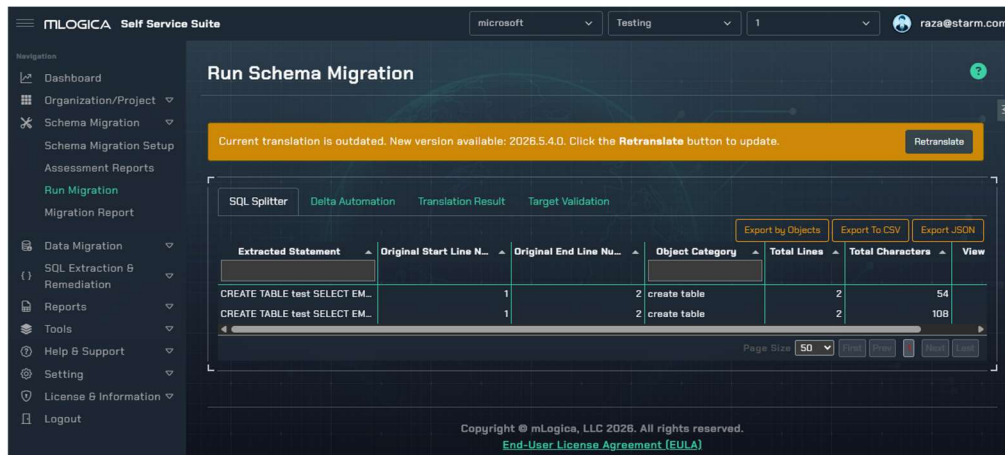 MLOGICA Self Service Suite
microsoft
Testing
1
raza@starm.com
Navigation
Dashboard
Organization/Project
Schema Migration
Schema Migration Setup
Assessment Reports
Run Migration
Migration Report
Data Migration
SQL Extraction &
Remediation
Reports
Tools
Help & Support
Setting
License & Information
Logout
Run Schema Migration
?
Current translation is outdated. New version available: 2026.5.4.0. Click the Retranslate button to update.
Retranslate
SQL Splitter Delta Automation Translation Result Target Validation
Export by Objects Export To CSV Export JSON
Extracted Statement Original Start Line N... Original End Line Nu... Object Category Total Lines Total Characters View
CREATE TABLE test SELECT EM... 1 2 create table 2 54
CREATE TABLE test SELECT EM... 1 2 create table 2 108
Page Size 50 First Prev 1 Next Last
Copyright © mLogica, LLC 2026. All rights reserved.
End-User License Agreement (EULA)